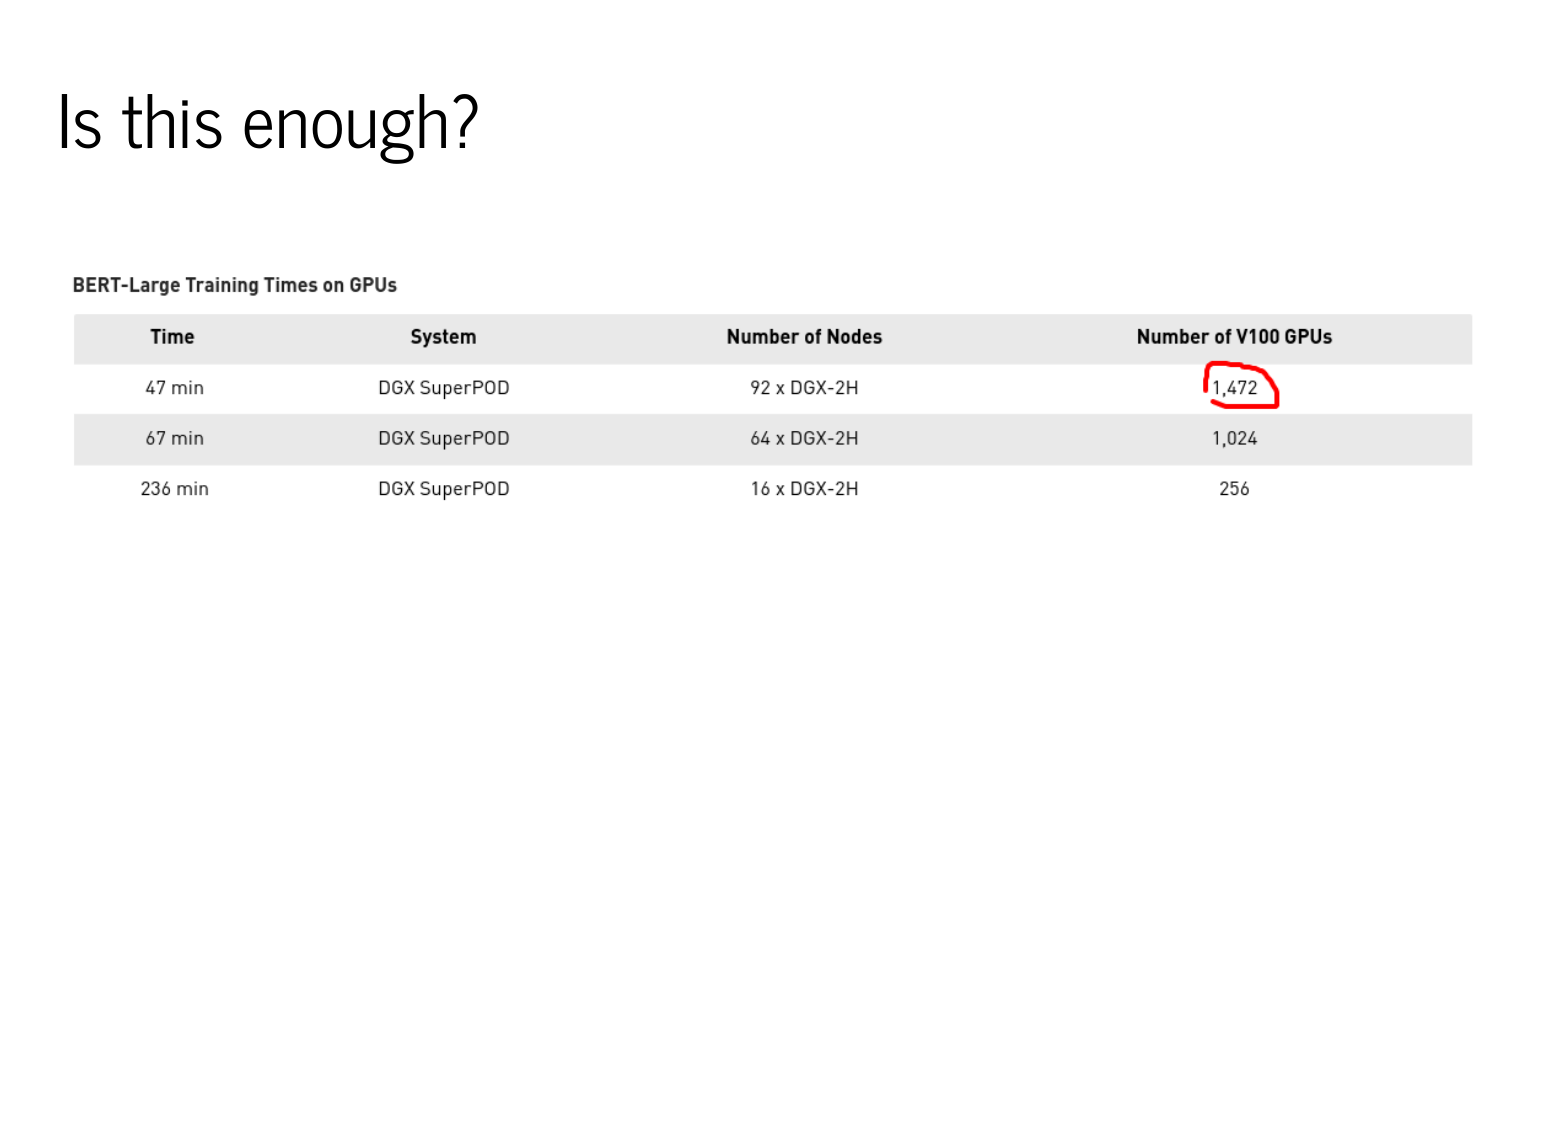 Is this enough?
BERT-Large Training Times on GPUs
Time System Number of Nodes Number of V100 GPUs
47 min DGX SuperPOD 92 x DGX-2H 1,472
67 min DGX SuperPOD 64 x DGX-2H 1,024
236 min DGX SuperPOD 16 x DGX-2H 256